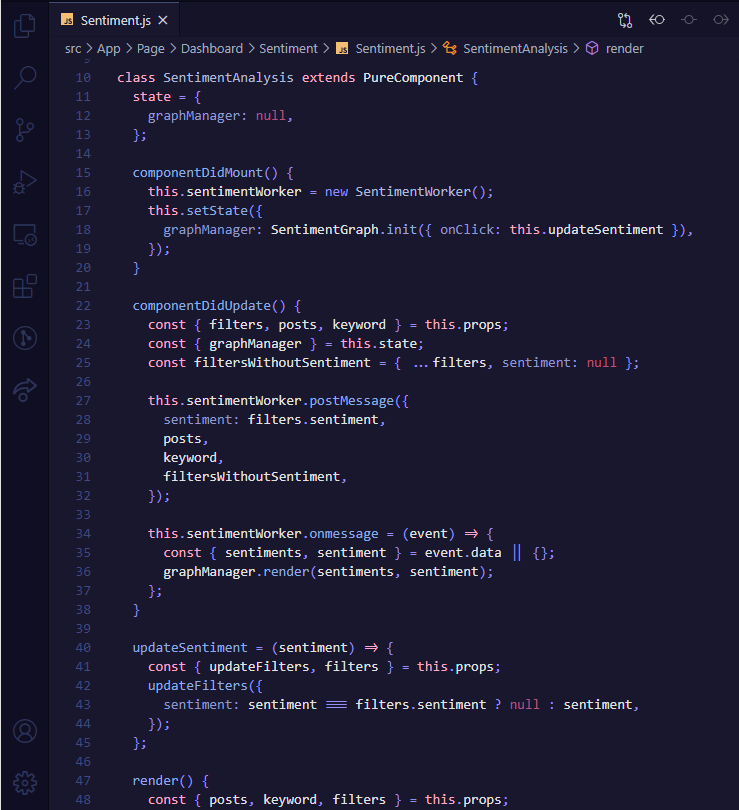 JS Sentiment.js ×
src > App > Page > Dashboard > Sentiment > JS Sentiment.js > SentimentAnalysis > render
9
10 class SentimentAnalysis extends PureComponent {
11   state = {
12     graphManager: null,
13   };
14
15   componentDidMount() {
16     this.sentimentWorker = new SentimentWorker();
17     this.setState({
18       graphManager: SentimentGraph.init({ onClick: this.updateSentiment }),
19     });
20   }
21
22   componentDidUpdate() {
23     const { filters, posts, keyword } = this.props;
24     const { graphManager } = this.state;
25     const filtersWithoutSentiment = { ...filters, sentiment: null };
26
27     this.sentimentWorker.postMessage({
28       sentiment: filters.sentiment,
29       posts,
30       keyword,
31       filtersWithoutSentiment,
32     });
33
34     this.sentimentWorker.onmessage = (event) => {
35       const { sentiments, sentiment } = event.data || {};
36       graphManager.render(sentiments, sentiment);
37     };
38   }
39
40   updateSentiment = (sentiment) => {
41     const { updateFilters, filters } = this.props;
42     updateFilters({
43       sentiment: sentiment === filters.sentiment ? null : sentiment,
44     });
45   };
46
47   render() {
48     const { posts, keyword, filters } = this.props;